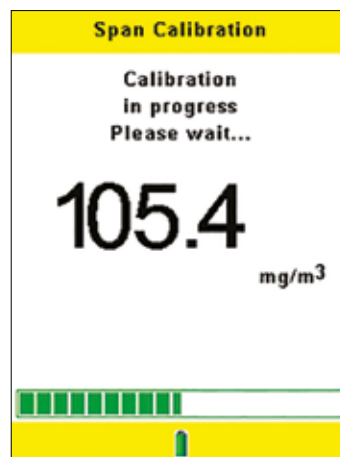 Span Calibration
Calibration
in progress
Please wait...
105.4
mg/m³